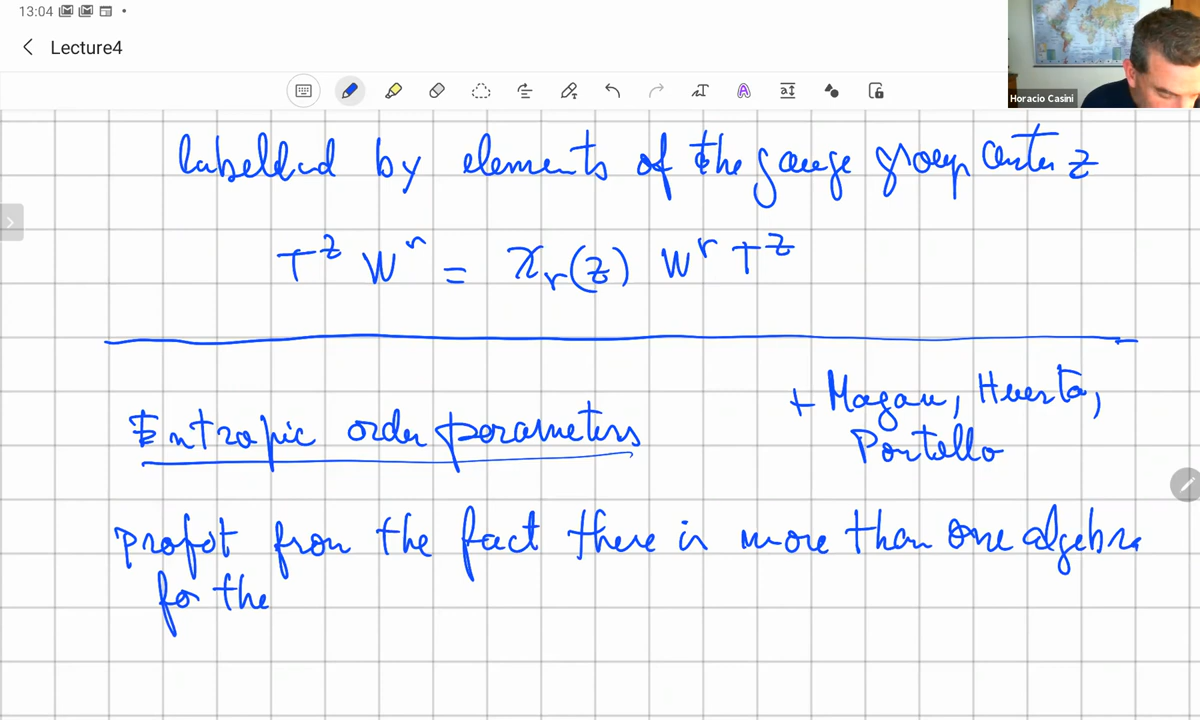 13:04
Lecture4
Horacio Casini
labelled by elements of the gauge group center z
T^z W^r = χ_r(z) W^r T^z
Entropic order parameters
+ Magan, Huerta,
Pontello
profit from the fact there is more than one algebra
for the